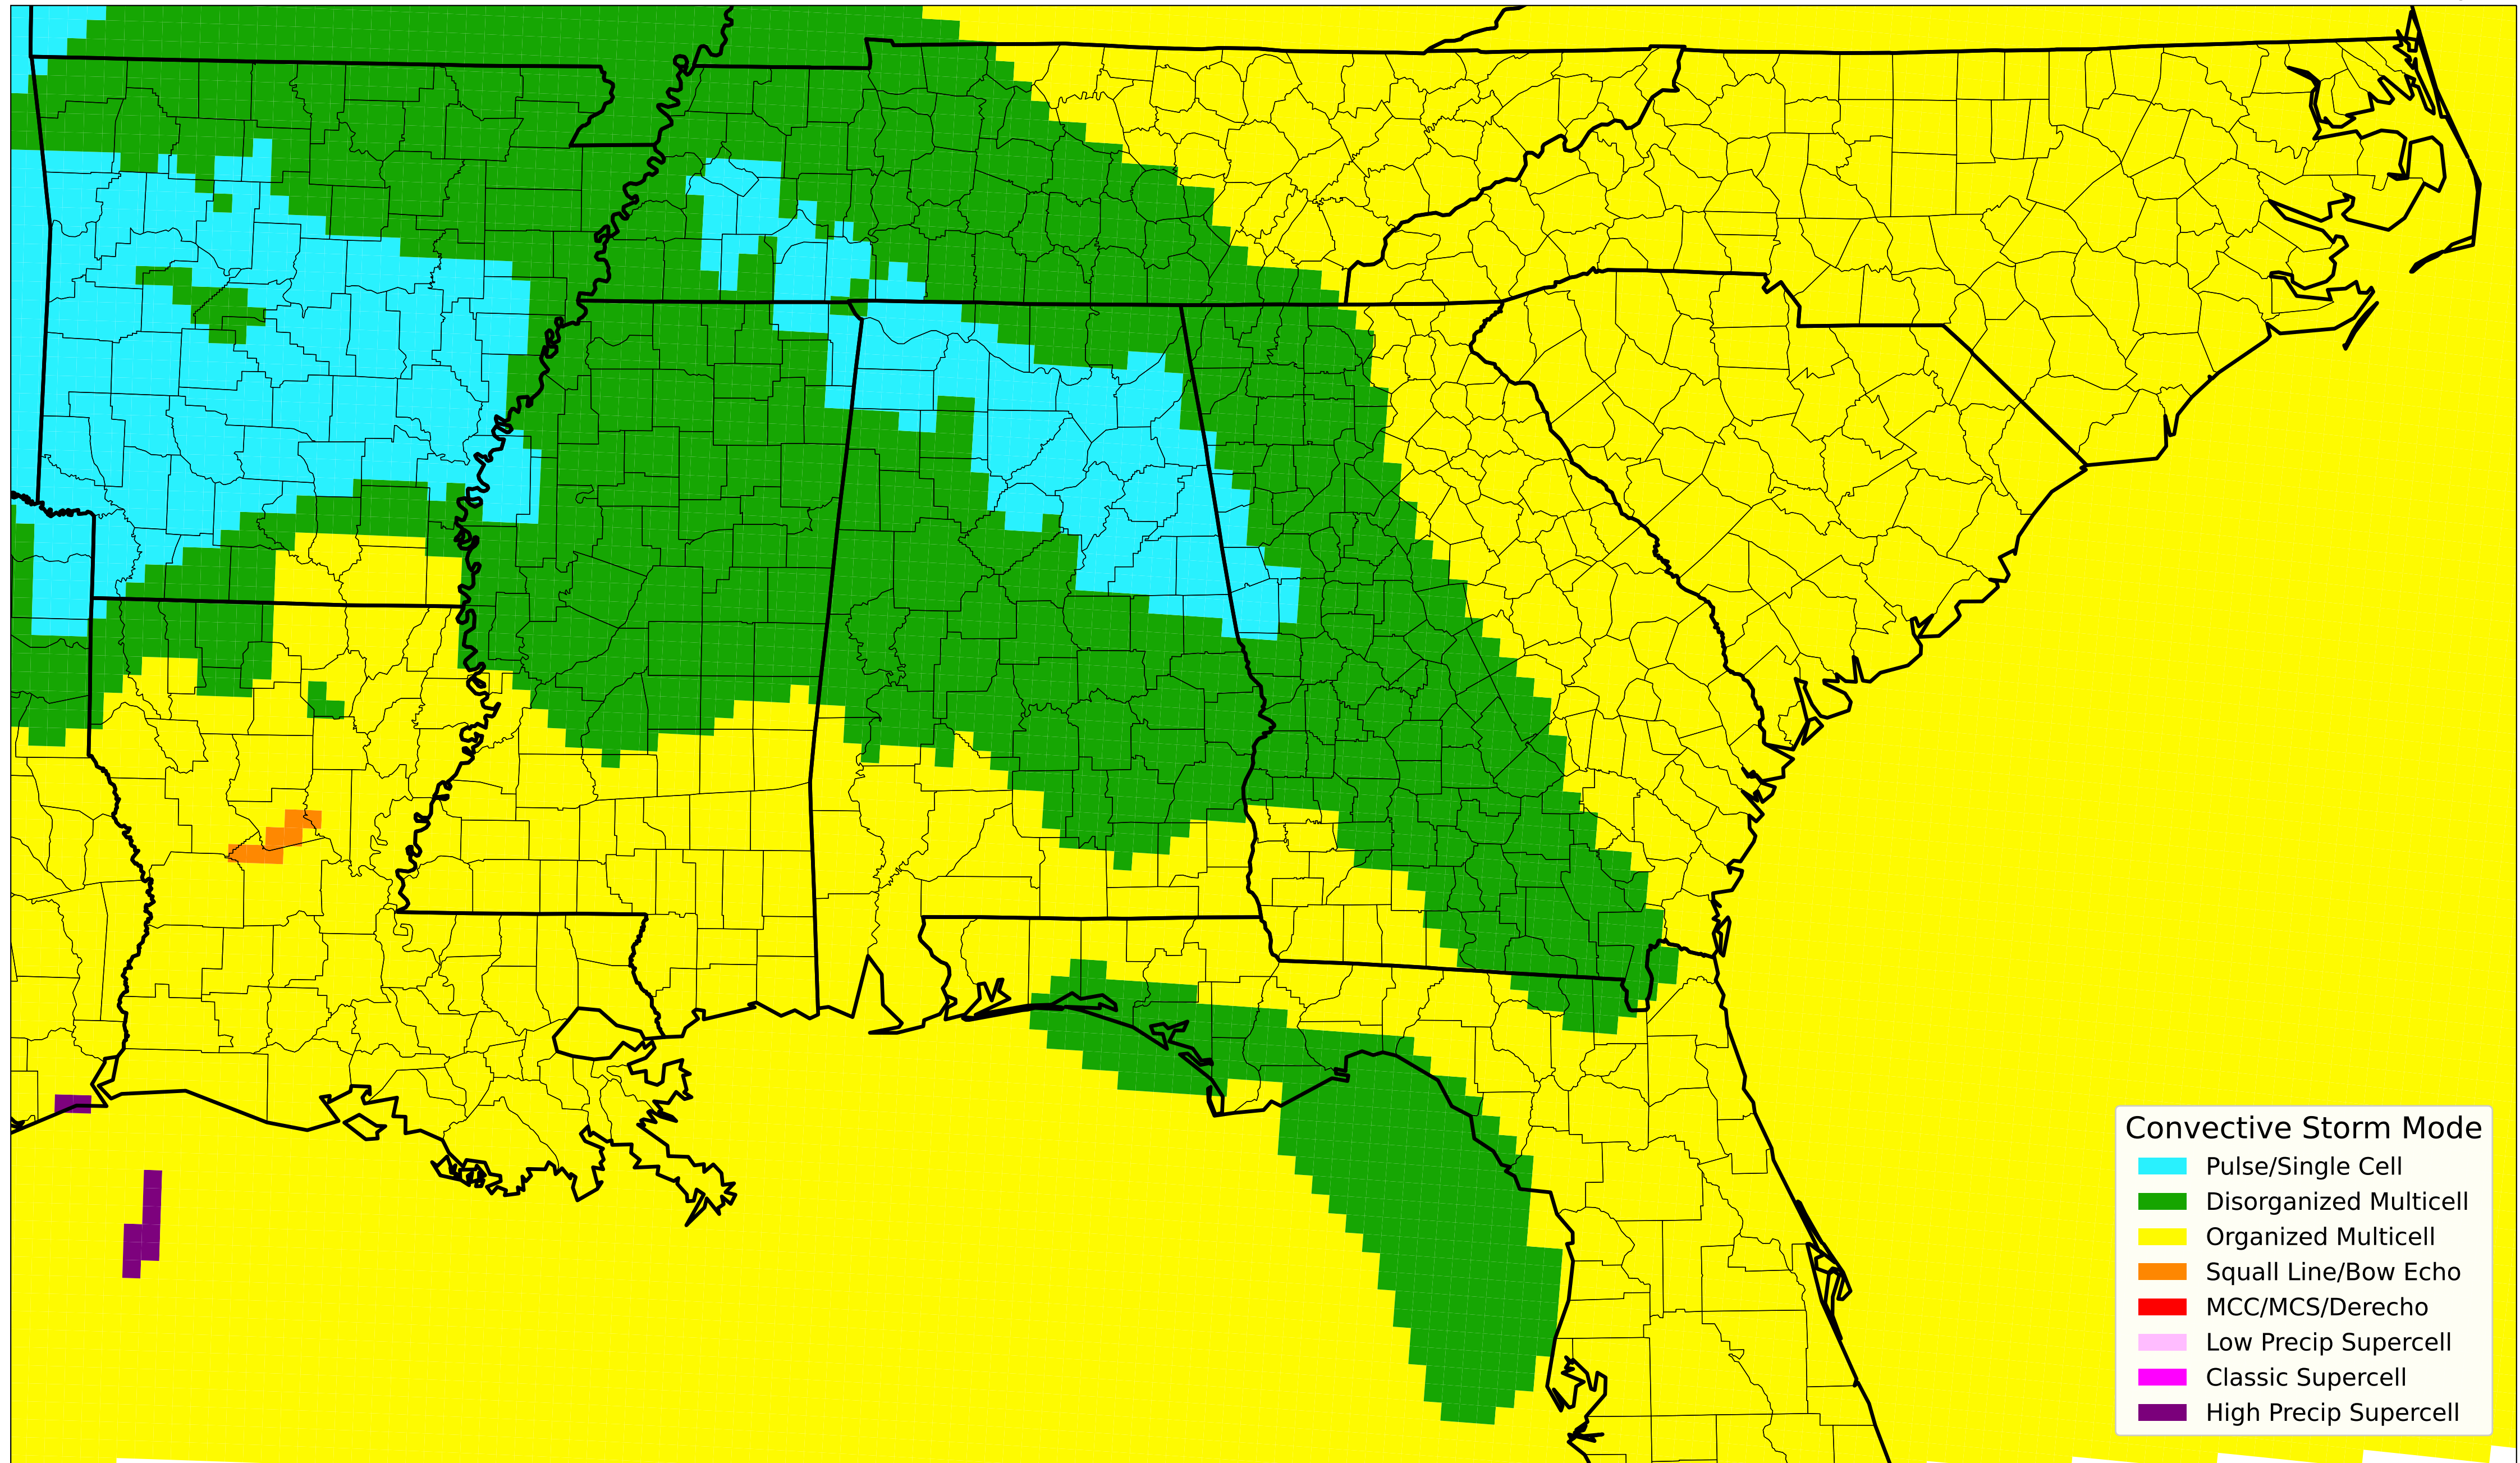 Convective Storm Mode
Pulse/Single Cell
Disorganized Multicell
Organized Multicell
Squall Line/Bow Echo
MCC/MCS/Derecho
Low Precip Supercell
Classic Supercell
High Precip Supercell